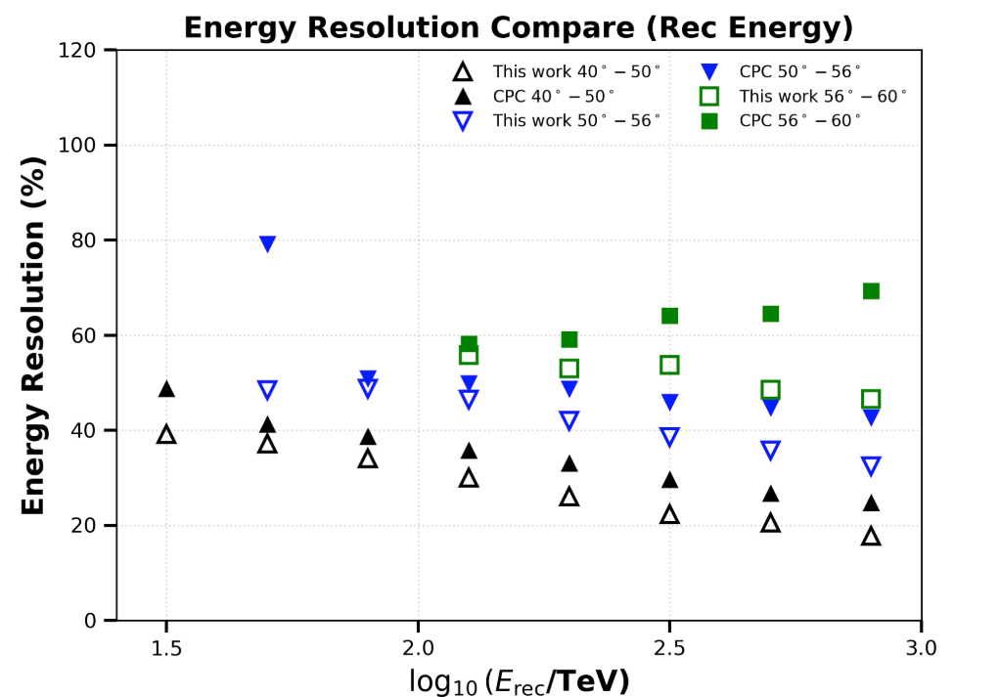 Energy Resolution Compare (Rec Energy)
Energy Resolution (%)
120
100
80
60
40
20
0
This work 40° − 50°
CPC 40° − 50°
This work 50° − 56°
CPC 50° − 56°
This work 56° − 60°
CPC 56° − 60°
1.5 2.0 2.5 3.0
log₁₀ (E_rec/TeV)